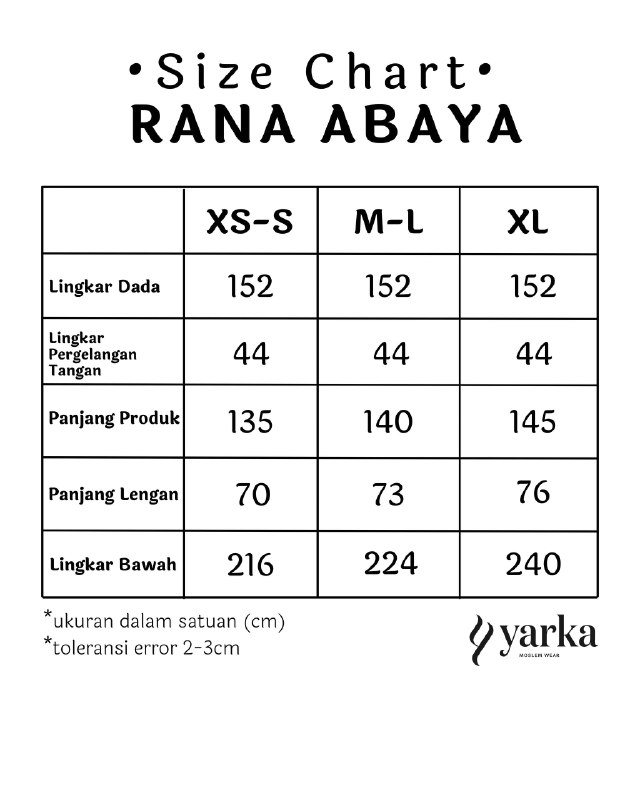 •Size Chart•
RANA ABAYA
XS-S M-L XL
Lingkar Dada 152 152 152
Lingkar
Pergelangan
Tangan 44 44 44
Panjang Produk 135 140 145
Panjang Lengan 70 73 76
Lingkar Bawah 216 224 240
*ukuran dalam satuan (cm)
*toleransi error 2-3cm
yarka
MOSLEM WEAR